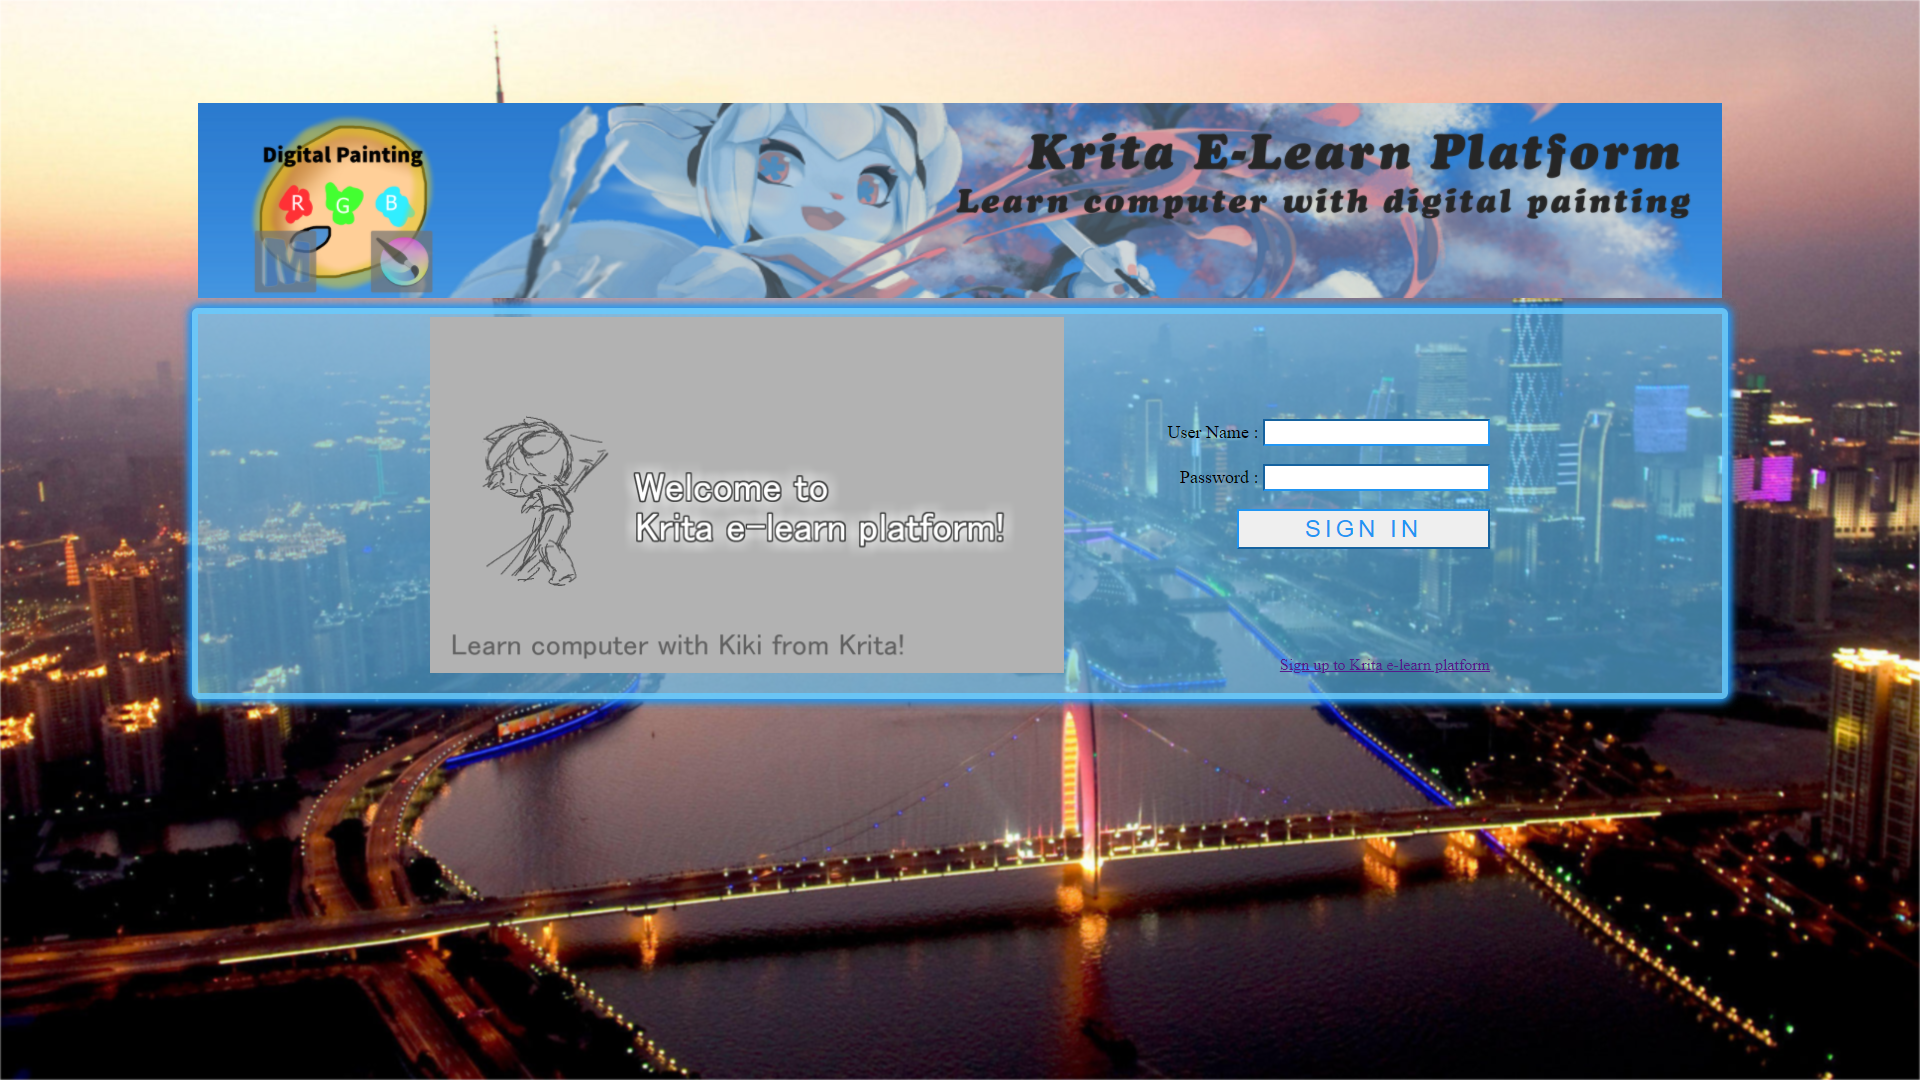 Digital Painting
R G B
Krita E-Learn Platform
Learn computer with digital painting
Welcome to
Krita e-learn platform!
Learn computer with Kiki from Krita!
User Name :
Password :
SIGN IN
Sign up to Krita e-learn platform